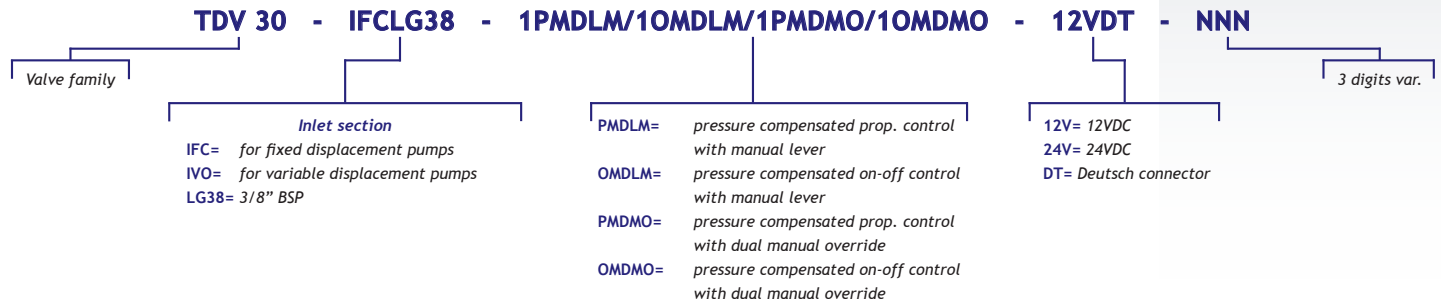 TDV 30 - IFCLG38 - 1PMDLM/1OMDLM/1PMDMO/1OMDMO - 12VDT - NNN
Valve family
3 digits var.
Inlet section
IFC= for fixed displacement pumps
IVO= for variable displacement pumps
LG38= 3/8” BSP
PMDLM= pressure compensated prop. control
with manual lever
OMDLM= pressure compensated on-off control
with manual lever
PMDMO= pressure compensated prop. control
with dual manual override
OMDMO= pressure compensated on-off control
with dual manual override
12V= 12VDC
24V= 24VDC
DT= Deutsch connector